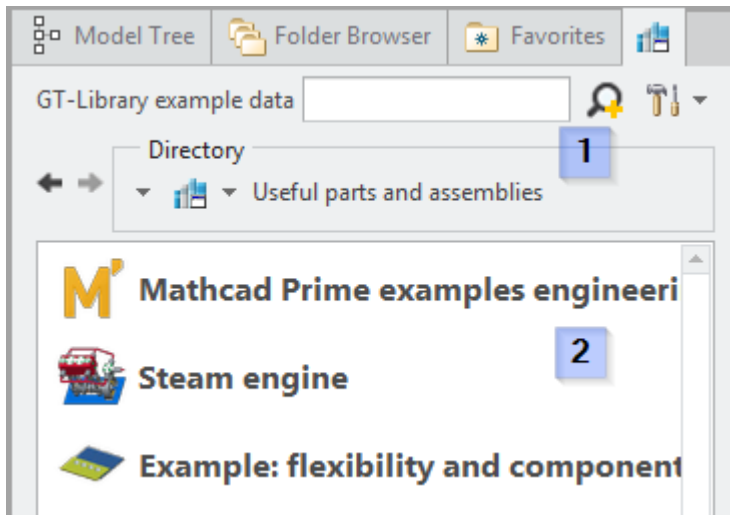 Model Tree Folder Browser Favorites
GT-Library example data
1
Directory
Useful parts and assemblies
Mathcad Prime examples engineeri
2
Steam engine
Example: flexibility and component